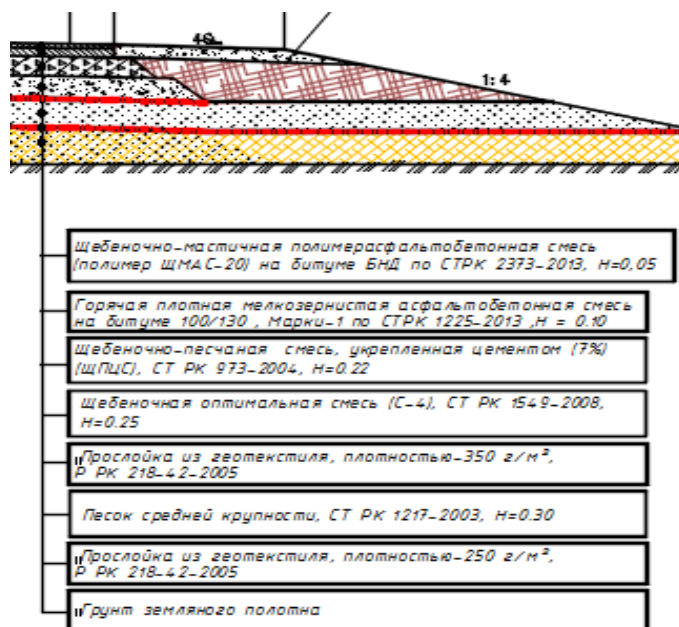 40
1:4
Щебеночно-мастичная полимерасфальтобетонная смесь
(полимер ЩМАС-20) на битуме БНД по СТРК 2373-2013, H=0,05
Горячая плотная мелкозернистая асфальтобетонная смесь
на битуме 100/130 , Марки-1 по СТРК 1225-2013 ,H = 0.10
Щебеночно-песчаная смесь, укрепленная цементом (7%)
(ЩПЦС), СТ РК 973-2004, H=0.22
Щебеночная оптимальная смесь (С-4), СТ РК 1549-2008,
H=0.25
"Прослойка из геотекстиля, плотностью-350 г/м²,
Р РК 218-42-2005
Песок средней крупности, СТ РК 1217-2003, H=0.30
"Прослойка из геотекстиля, плотностью-250 г/м²,
Р РК 218-42-2005
"Грунт земляного полотна